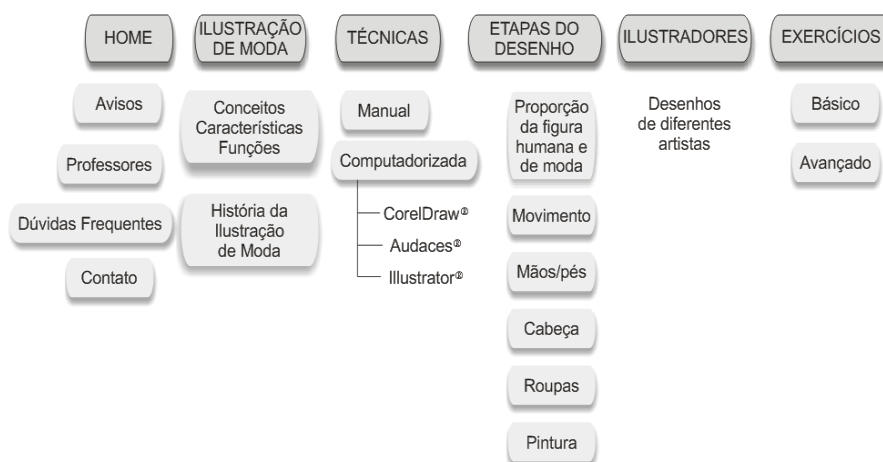 HOME
ILUSTRAÇÃO
DE MODA
TÉCNICAS
ETAPAS DO
DESENHO
ILUSTRADORES
EXERCÍCIOS
Avisos
Professores
Dúvidas Frequentes
Contato
Conceitos
Características
Funções
História da
Ilustração
de Moda
Manual
Computadorizada
CorelDraw®
Audaces®
Illustrator®
Proporção
da figura
humana e
de moda
Movimento
Mãos/pés
Cabeça
Roupas
Pintura
Desenhos
de diferentes
artistas
Básico
Avançado